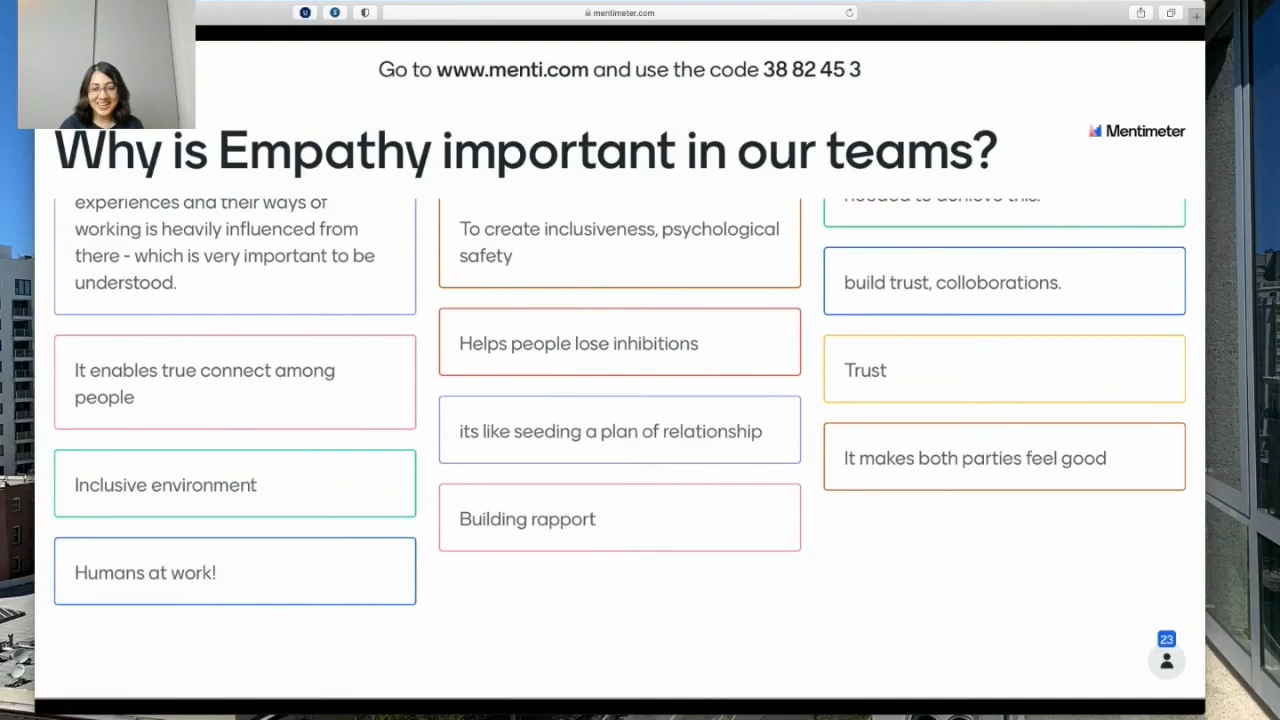 mentimeter.com
Go to www.menti.com and use the code 38 82 45 3
Why is Empathy important in our teams?
Mentimeter
experiences and their ways of
working is heavily influenced from
there - which is very important to be
understood.
It enables true connect among
people
Inclusive environment
Humans at work!
To create inclusiveness, psychological
safety
Helps people lose inhibitions
its like seeding a plan of relationship
Building rapport
needed to achieve this.
build trust, colloborations.
Trust
It makes both parties feel good
23